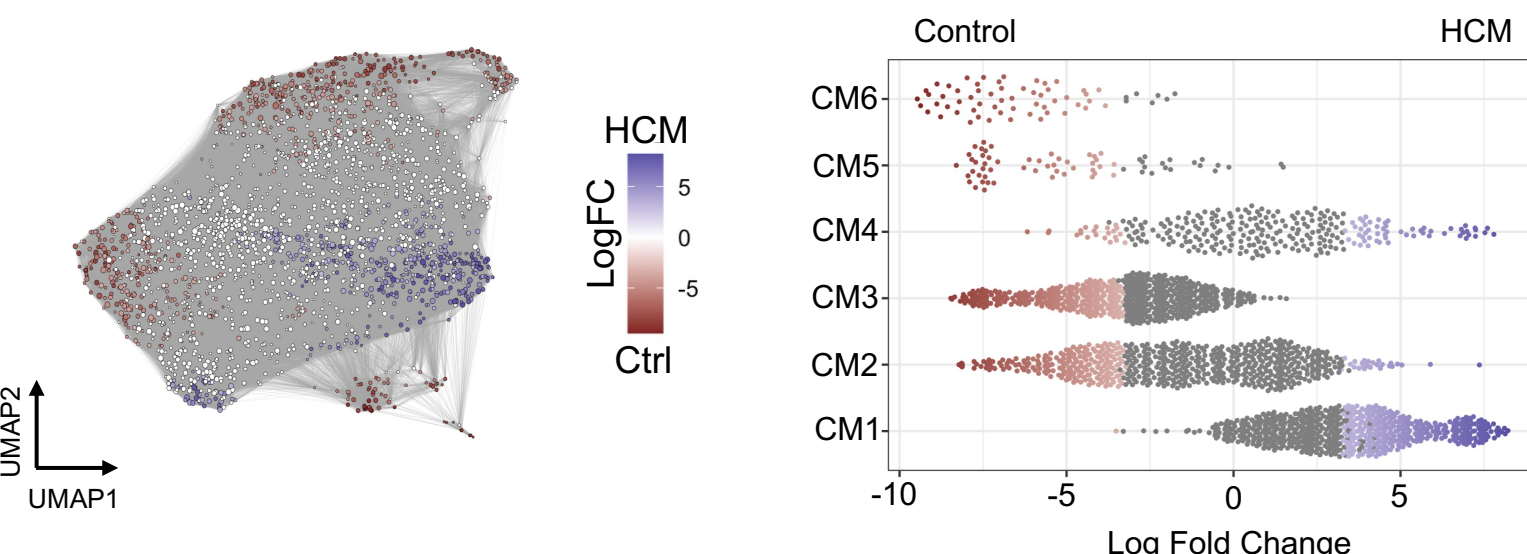 Control HCM
HCM
LogFC
5
0
-5
Ctrl
UMAP2
UMAP1
CM6
CM5
CM4
CM3
CM2
CM1
-10 -5 0 5
Log Fold Change